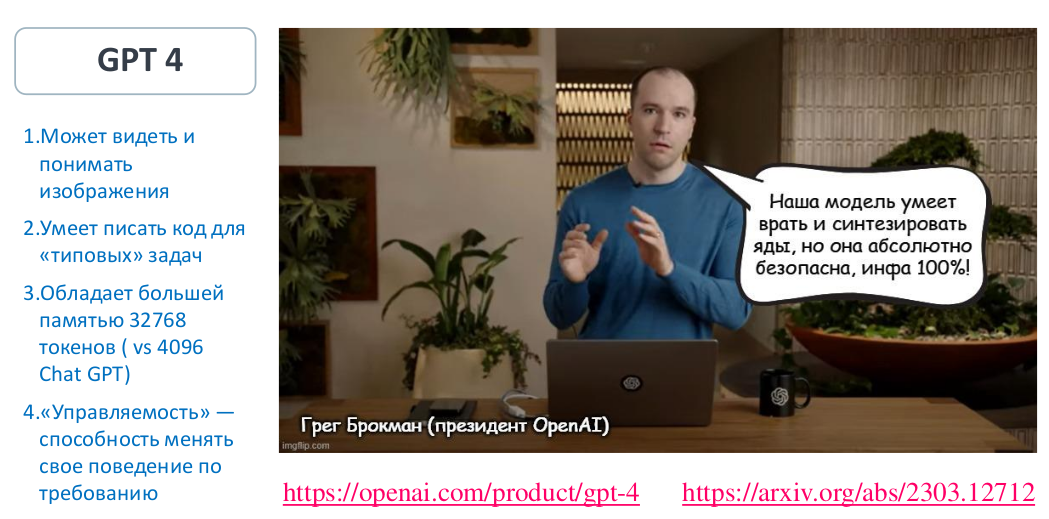 GPT 4
1.Может видеть и
понимать
изображения
2.Умеет писать код для
«типовых» задач
3.Обладает большей
памятью 32768
токенов ( vs 4096
Chat GPT)
4.«Управляемость» —
способность менять
свое поведение по
требованию
Наша модель умеет
врать и синтезировать
яды, но она абсолютно
безопасна, инфа 100%!
Грег Брокман (президент OpenAI)
imgflip.com
https://openai.com/product/gpt-4
https://arxiv.org/abs/2303.12712